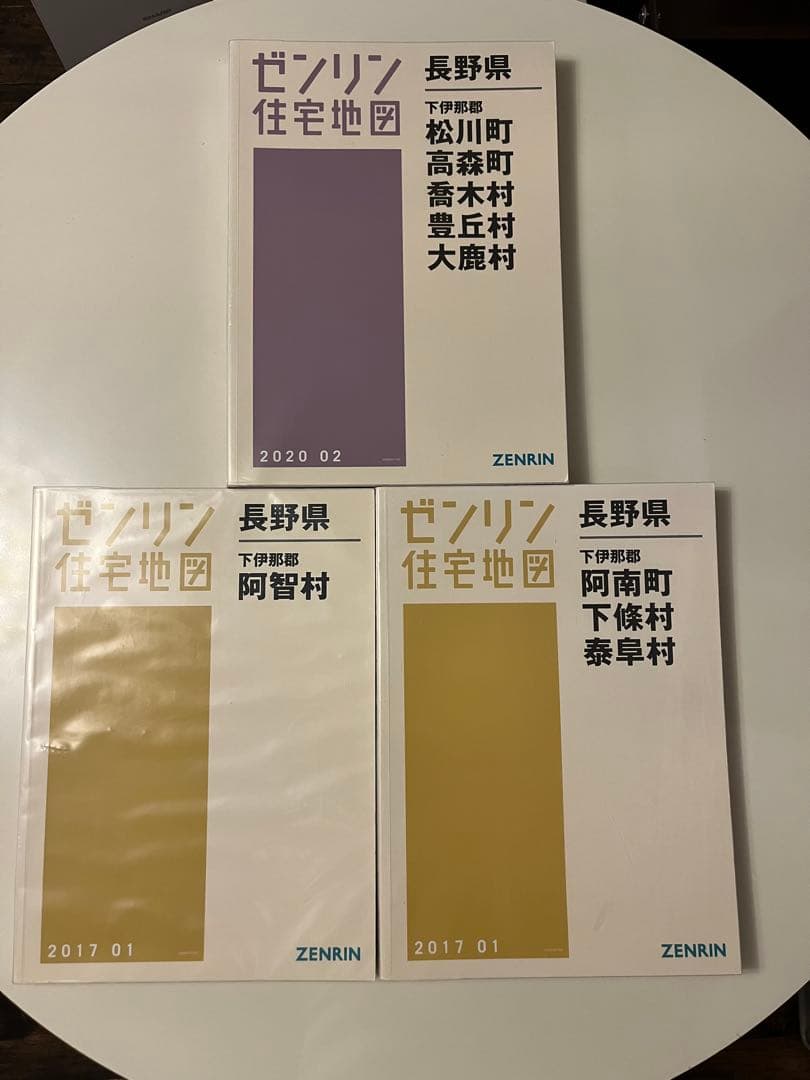 ゼンリン
住宅地図
長野県
下伊那郡
松川町
高森町
喬木村
豊丘村
大鹿村
2020 02
ZENRIN
ゼンリン
住宅地図
長野県
下伊那郡
阿智村
2017 01
ZENRIN
ゼンリン
住宅地図
長野県
下伊那郡
阿南町
下條村
泰阜村
2017 01
ZENRIN